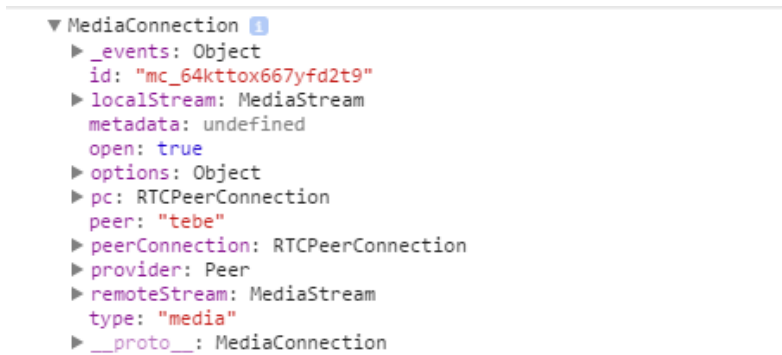 MediaConnection i
_events: Object
id: "mc_64kttox667yfd2t9"
localStream: MediaStream
metadata: undefined
open: true
options: Object
pc: RTCPeerConnection
peer: "tebe"
peerConnection: RTCPeerConnection
provider: Peer
remoteStream: MediaStream
type: "media"
__proto__: MediaConnection